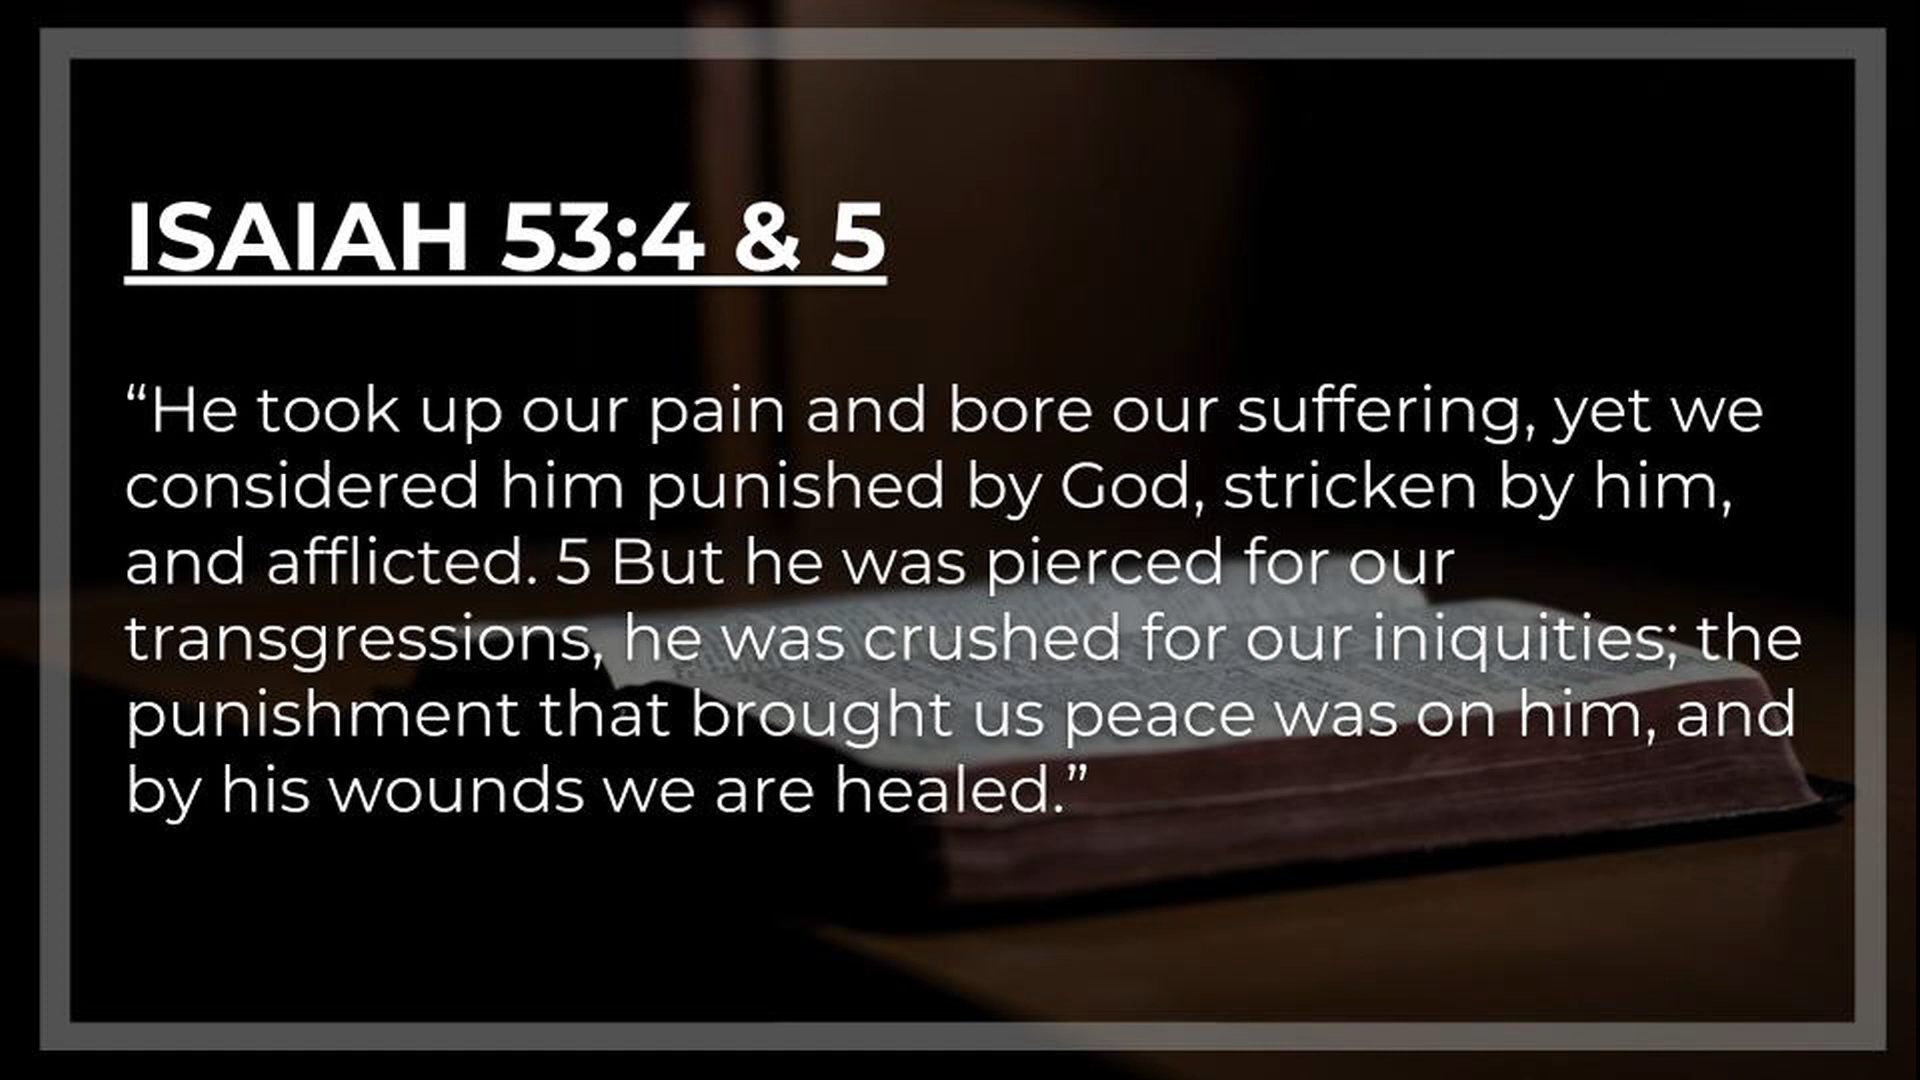 ISAIAH 53:4 & 5
“He took up our pain and bore our suffering, yet we
considered him punished by God, stricken by him,
and afflicted. 5 But he was pierced for our
transgressions, he was crushed for our iniquities; the
punishment that brought us peace was on him, and
by his wounds we are healed.”